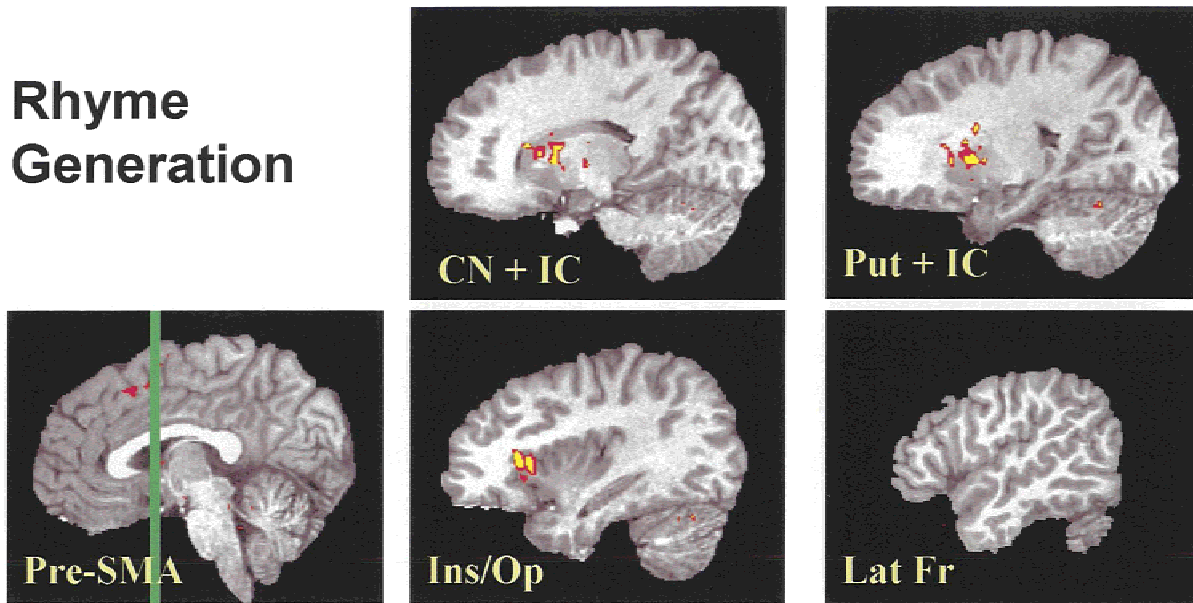 Rhyme
Generation
CN + IC
Put + IC
Pre-SMA
Ins/Op
Lat Fr